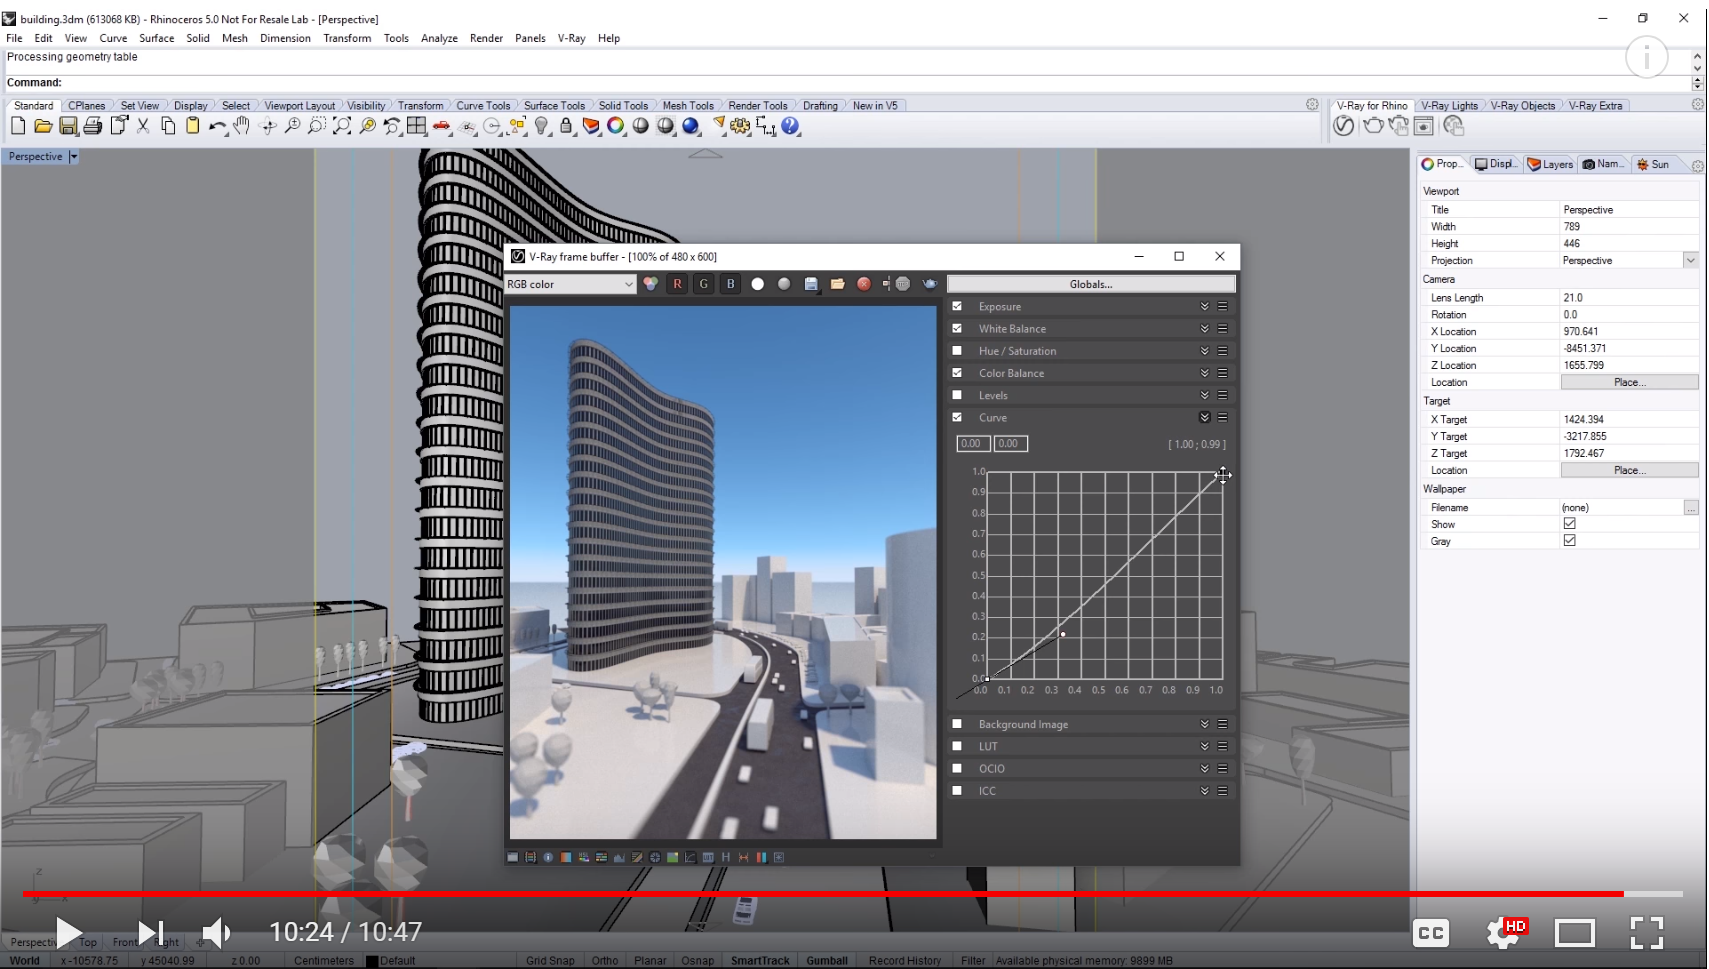 building.3dm (613068 KB) - Rhinoceros 5.0 Not For Resale Lab - [Perspective]
File Edit View Curve Surface Solid Mesh Dimension Transform Tools Analyze Render Panels V-Ray Help
Processing geometry table
Command:
Standard CPlanes Set View Display Select Viewport Layout Visibility Transform Curve Tools Surface Tools Solid Tools Mesh Tools Render Tools Drafting New in V5
V-Ray for Rhino V-Ray Lights V-Ray Objects V-Ray Extra
Perspective
Prop... Displ... Layers Nam... Sun
Viewport
Title Perspective
Width 789
Height 446
Projection Perspective
Camera
Lens Length 21.0
Rotation 0.0
X Location 970.641
Y Location -8451.371
Z Location 1655.799
Location Place...
Target
X Target 1424.394
Y Target -3217.855
Z Target 1792.467
Location Place...
Wallpaper
Filename (none) ...
Show
Gray
V-Ray frame buffer - [100% of 480 x 600]
RGB color R G B
Globals...
Exposure
White Balance
Hue / Saturation
Color Balance
Levels
Curve
0.00 0.00 [ 1.00 ; 0.99 ]
1.0
0.9
0.8
0.7
0.6
0.5
0.4
0.3
0.2
0.1
0.0
0.0 0.1 0.2 0.3 0.4 0.5 0.6 0.7 0.8 0.9 1.0
Background Image
LUT
OCIO
ICC
z
x
10:24 / 10:47
CC HD
Perspective Top Front Right
World x -10578.75 y 45040.99 z 0.00 Centimeters Default Grid Snap Ortho Planar Osnap SmartTrack Gumball Record History Filter Available physical memory: 9899 MB